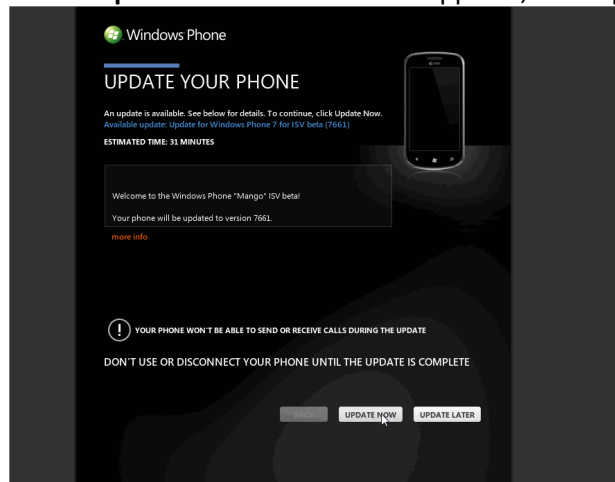 Windows Phone
UPDATE YOUR PHONE
An update is available. See below for details. To continue, click Update Now.
Available update: Update for Windows Phone 7 for ISV beta (7661)
ESTIMATED TIME: 31 MINUTES
Welcome to the Windows Phone "Mango" ISV beta!
Your phone will be updated to version 7661.
more info
YOUR PHONE WON'T BE ABLE TO SEND OR RECEIVE CALLS DURING THE UPDATE
DON'T USE OR DISCONNECT YOUR PHONE UNTIL THE UPDATE IS COMPLETE
BACK UPDATE NOW UPDATE LATER